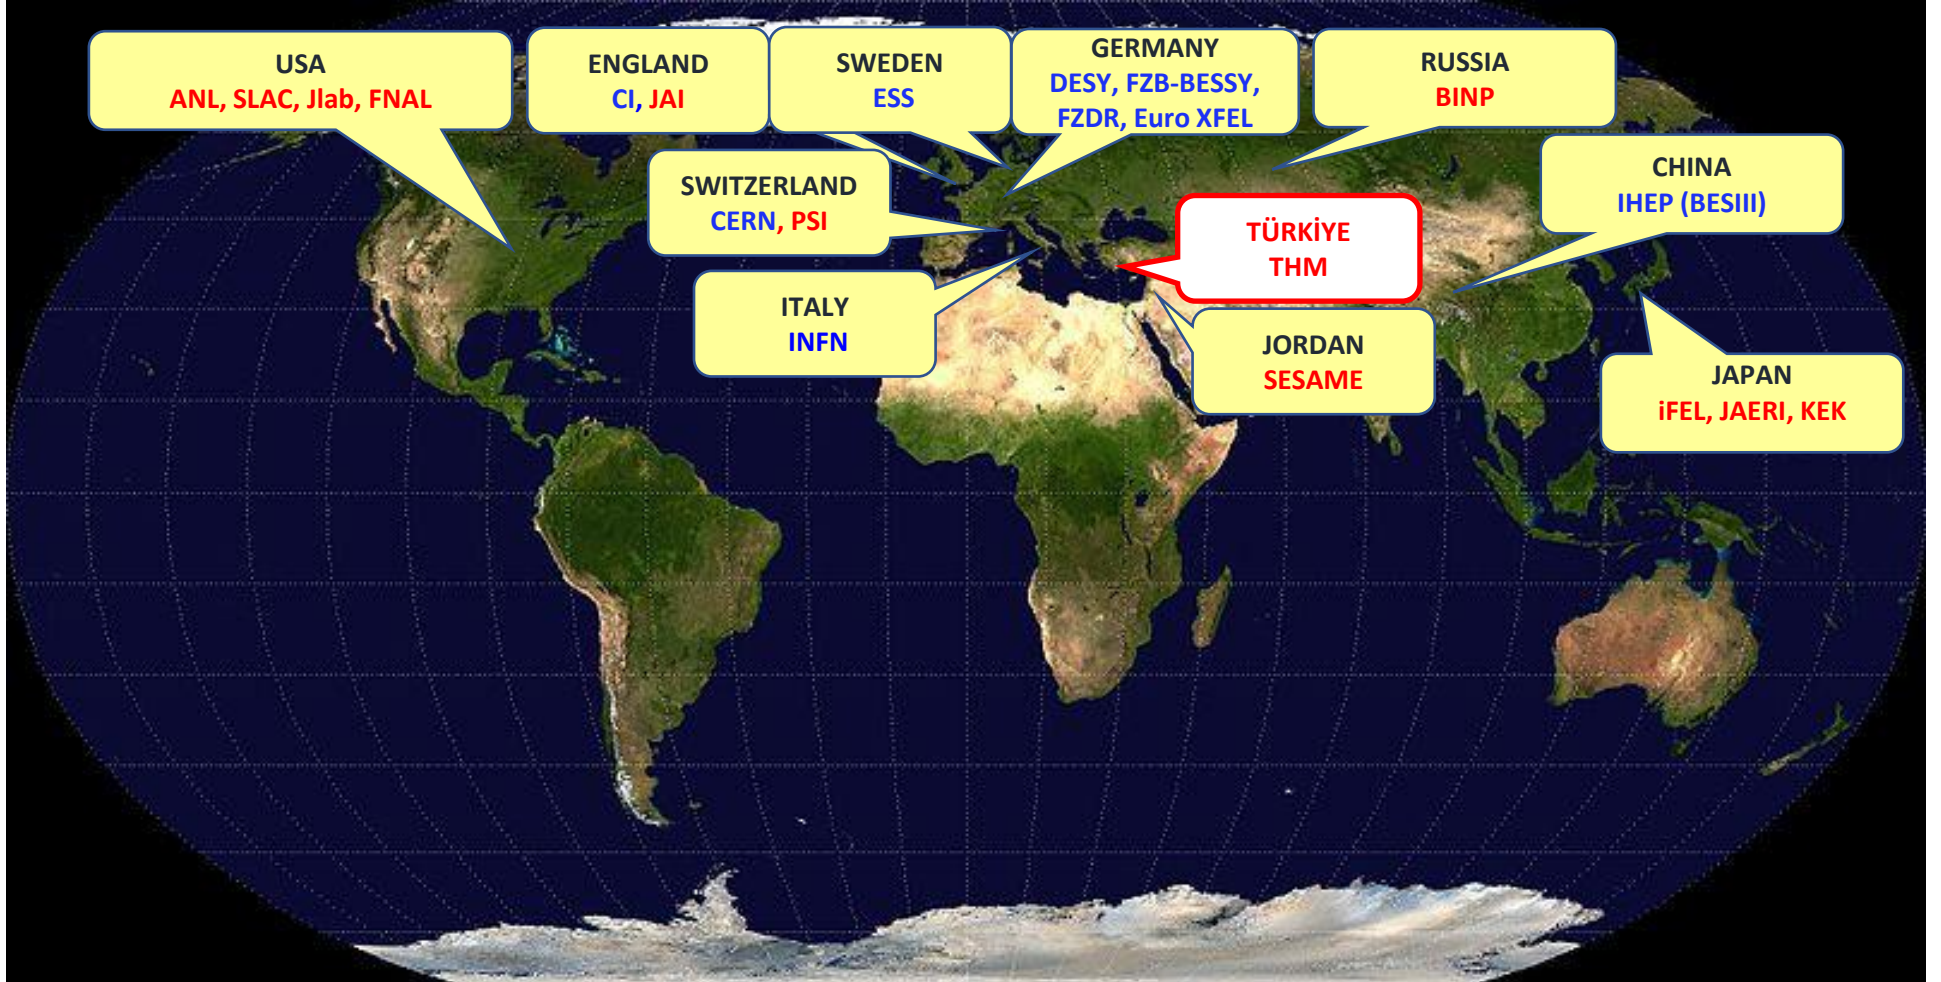 USA
ANL, SLAC, Jlab, FNAL
ENGLAND
CI, JAI
SWEDEN
ESS
GERMANY
DESY, FZB-BESSY,
FZDR, Euro XFEL
RUSSIA
BINP
CHINA
IHEP (BESIII)
SWITZERLAND
CERN, PSI
TÜRKİYE
THM
ITALY
INFN
JORDAN
SESAME
JAPAN
iFEL, JAERI, KEK